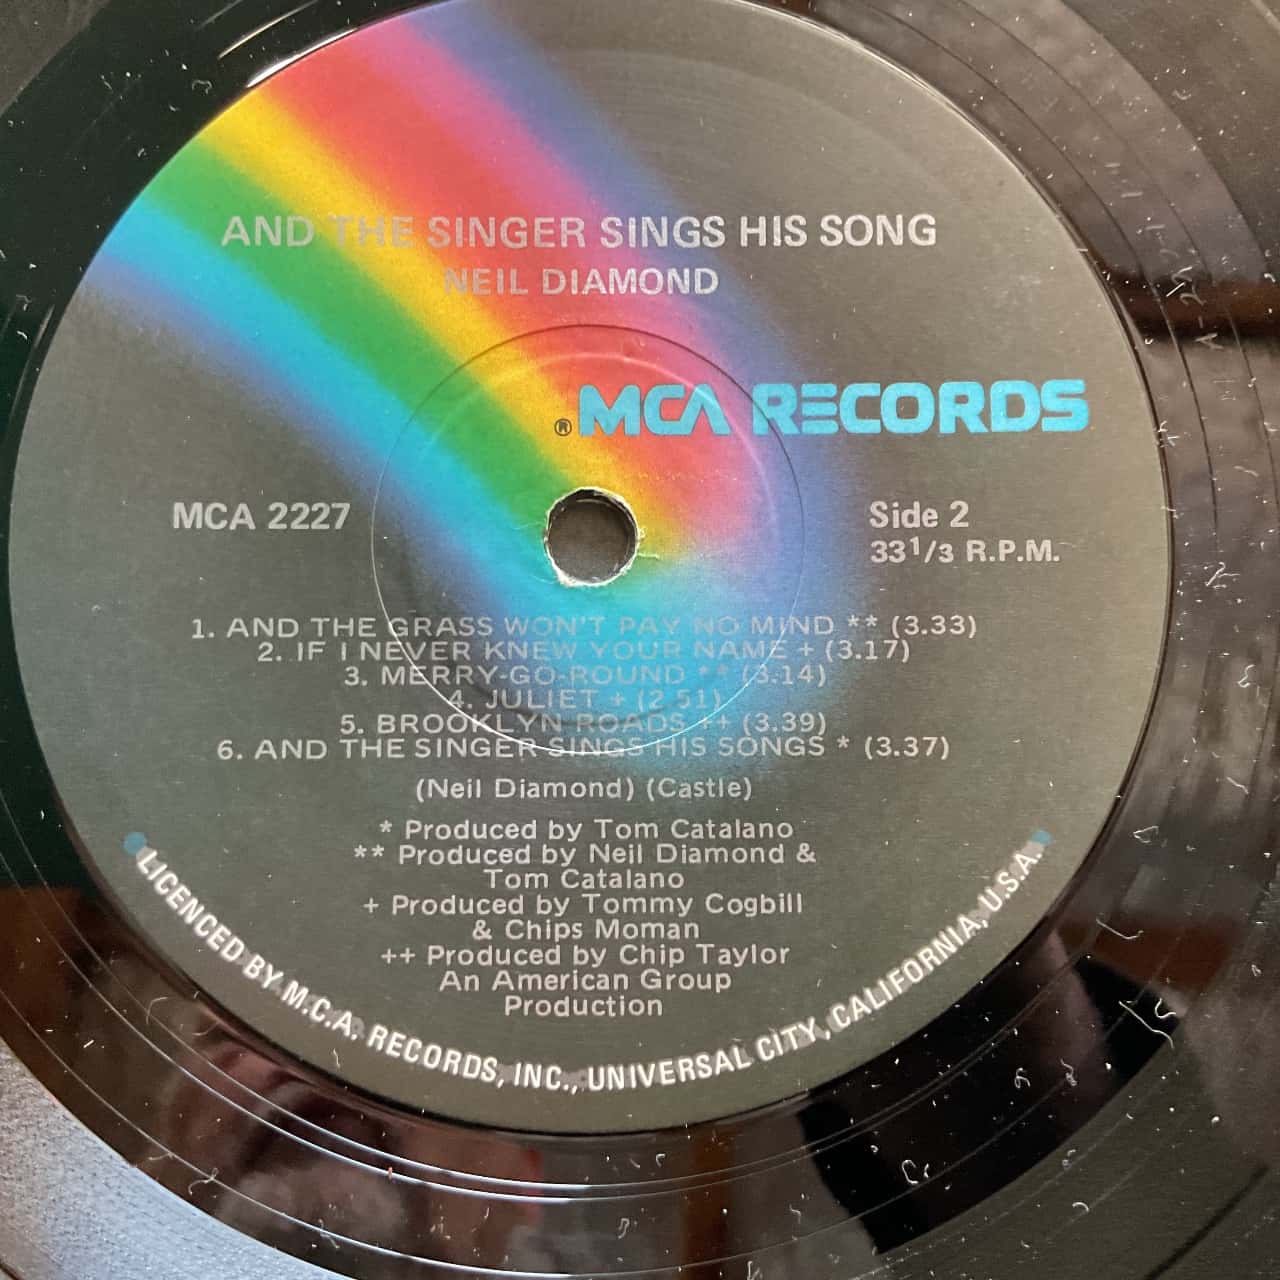 AND THE SINGER SINGS HIS SONG
NEIL DIAMOND
® MCA RECORDS
MCA 2227
Side 2
33 1/3 R.P.M.
1. AND THE GRASS WON'T PAY NO MIND ** (3.33)
2. IF I NEVER KNEW YOUR NAME + (3.17)
3. MERRY-GO-ROUND ** (3.14)
4. JULIET + (2 51)
5. BROOKLYN ROADS ++ (3.39)
6. AND THE SINGER SINGS HIS SONGS * (3.37)
(Neil Diamond) (Castle)
* Produced by Tom Catalano
** Produced by Neil Diamond &
Tom Catalano
+ Produced by Tommy Cogbill
& Chips Moman
++ Produced by Chip Taylor
An American Group
Production
LICENCED BY M.C.A. RECORDS, INC., UNIVERSAL CITY, CALIFORNIA, U.S.A.